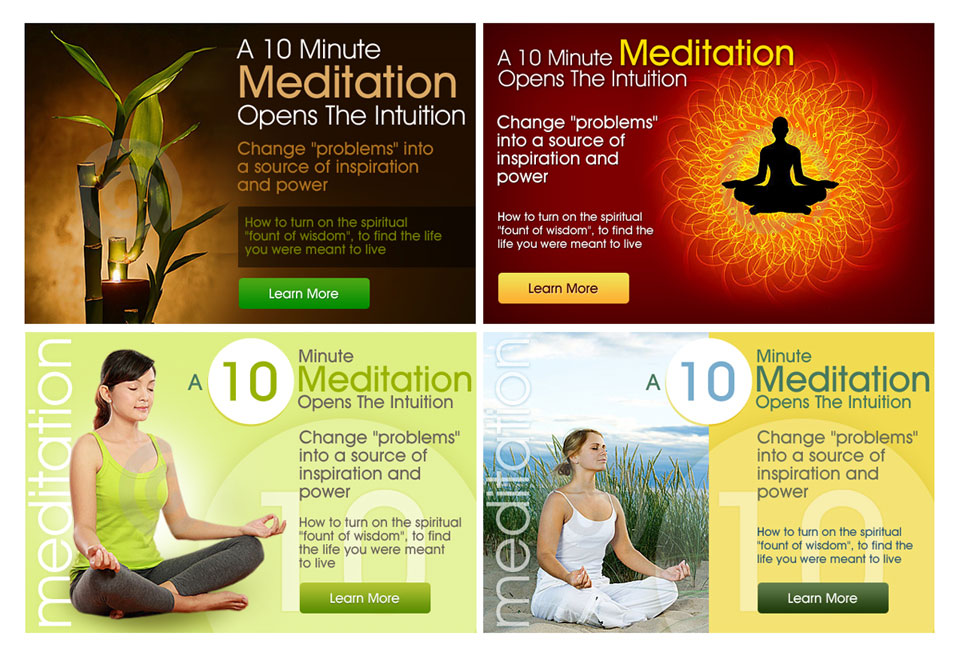 A 10 Minute
Meditation
Opens The Intuition
Change "problems" into
a source of inspiration
and power
How to turn on the spiritual
"fount of wisdom", to find the life
you were meant to live
Learn More
A 10 Minute Meditation
Opens The Intuition
Change "problems"
into a source of
inspiration and
power
How to turn on the spiritual
"fount of wisdom", to find the
life you were meant to live
Learn More
meditation
A 10 Minute
Meditation
Opens The Intuition
Change "problems"
into a source of
inspiration and
power
How to turn on the spiritual
"fount of wisdom", to find
the life you were meant
to live
10
Learn More
meditation
A 10 Minute
Meditation
Opens The Intuition
Change "problems"
into a source of
inspiration and
power
How to turn on the spiritual
"fount of wisdom", to find the
life you were meant to live
10
Learn More